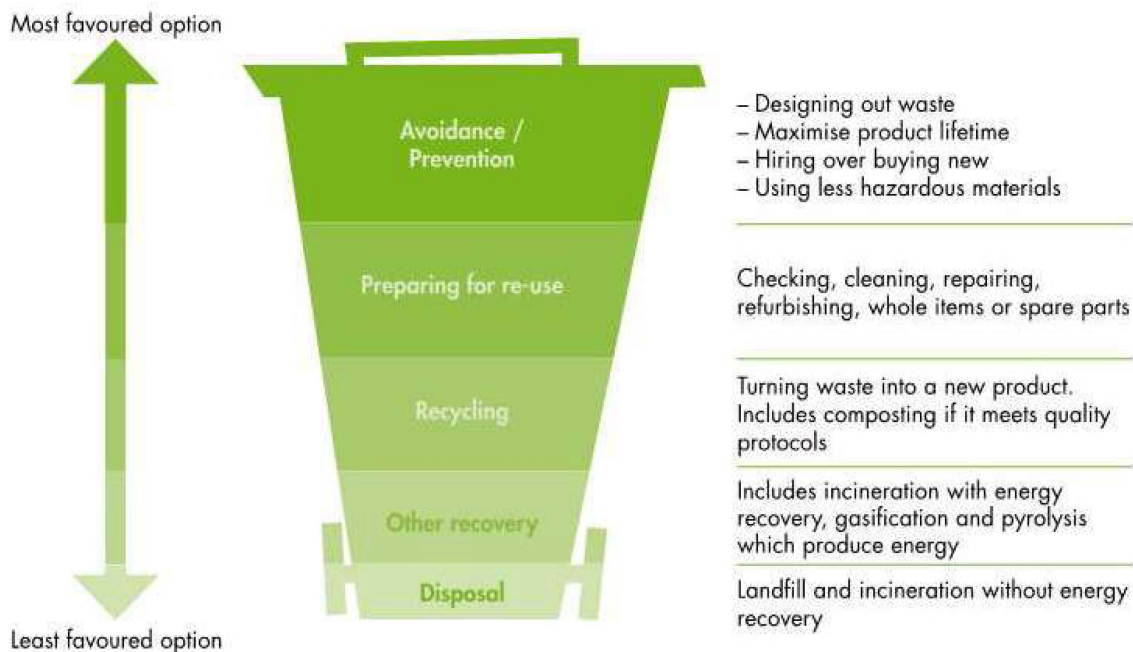 Most favoured option
Avoidance /
Prevention
– Designing out waste
– Maximise product lifetime
– Hiring over buying new
– Using less hazardous materials
Preparing for re-use
Checking, cleaning, repairing,
refurbishing, whole items or spare parts
Recycling
Turning waste into a new product.
Includes composting if it meets quality
protocols
Other recovery
Includes incineration with energy
recovery, gasification and pyrolysis
which produce energy
Disposal
Landfill and incineration without energy
recovery
Least favoured option